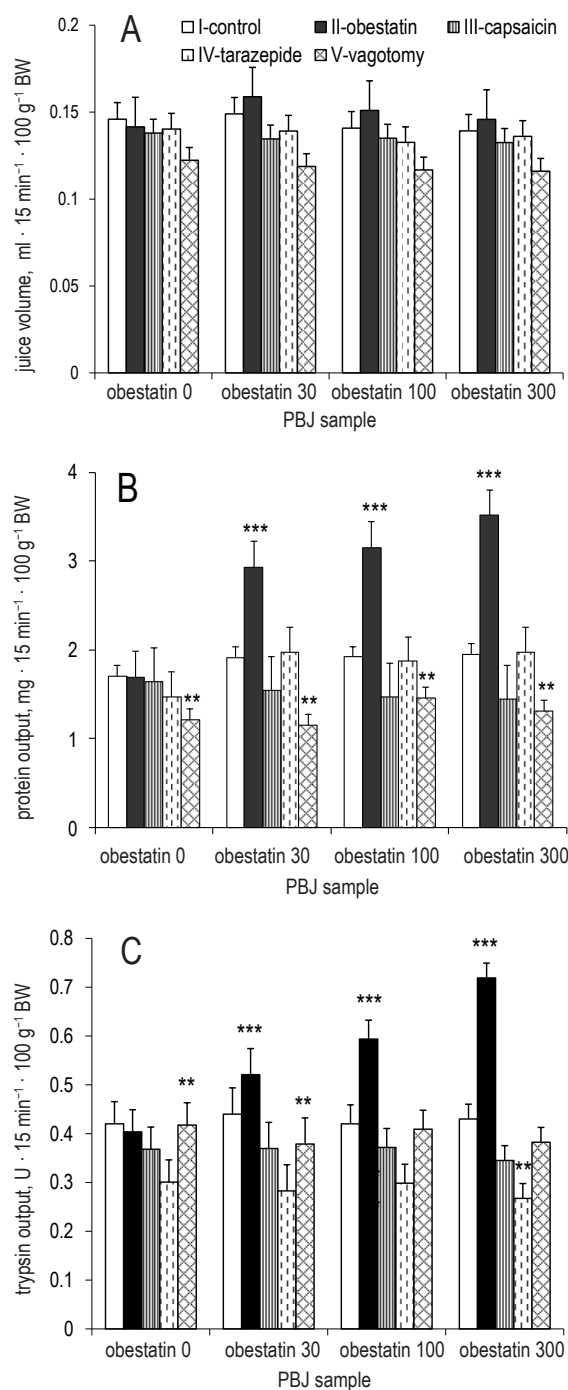 A
I-control II-obestatin III-capsaicin
IV-tarazepide V-vagotomy
juice volume, ml · 15 min⁻¹ · 100 g⁻¹ BW
0.2
0.15
0.1
0.05
0
obestatin 0 obestatin 30 obestatin 100 obestatin 300
PBJ sample
B
protein output, mg · 15 min⁻¹ · 100 g⁻¹ BW
4
3
2
1
0
*** *** ***
** ** ** **
obestatin 0 obestatin 30 obestatin 100 obestatin 300
PBJ sample
C
trypsin output, U · 15 min⁻¹ · 100 g⁻¹ BW
0.8
0.7
0.6
0.5
0.4
0.3
0.2
0.1
0
*** *** ***
** ** **
obestatin 0 obestatin 30 obestatin 100 obestatin 300
PBJ sample